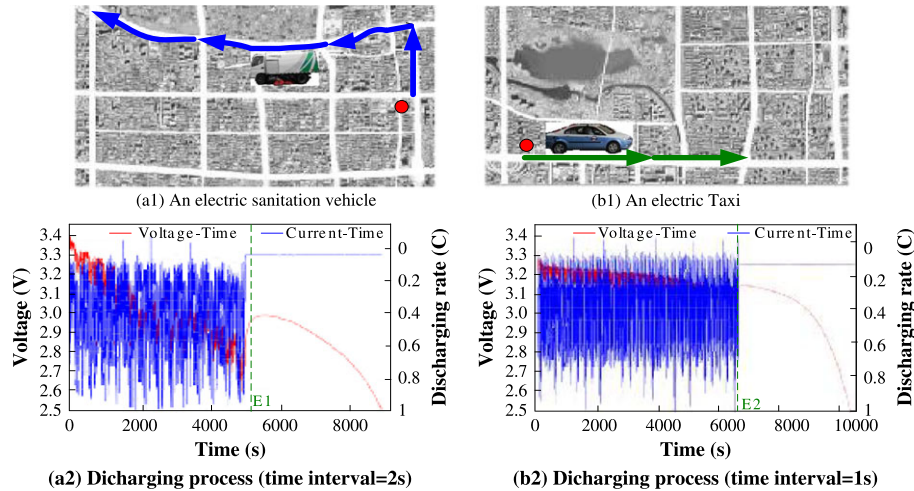 (a1) An electric sanitation vehicle
(b1) An electric Taxi
Voltage-Time Current-Time
3.4
3.3
3.2
3.1
3.0
2.9
2.8
2.7
2.6
2.5
Voltage (V)
0
0.2
0.4
0.6
0.8
1
Discharging rate (C)
E1
0 2000 4000 6000 8000
Time (s)
(a2) Dicharging process (time interval=2s)
Voltage-Time Current-Time
3.4
3.3
3.2
3.1
3.0
2.9
2.8
2.7
2.6
2.5
Voltage (V)
0
0.2
0.4
0.6
0.8
1
Discharging rate (C)
E2
0 2000 4000 6000 8000 10000
Time (s)
(b2) Dicharging process (time interval=1s)